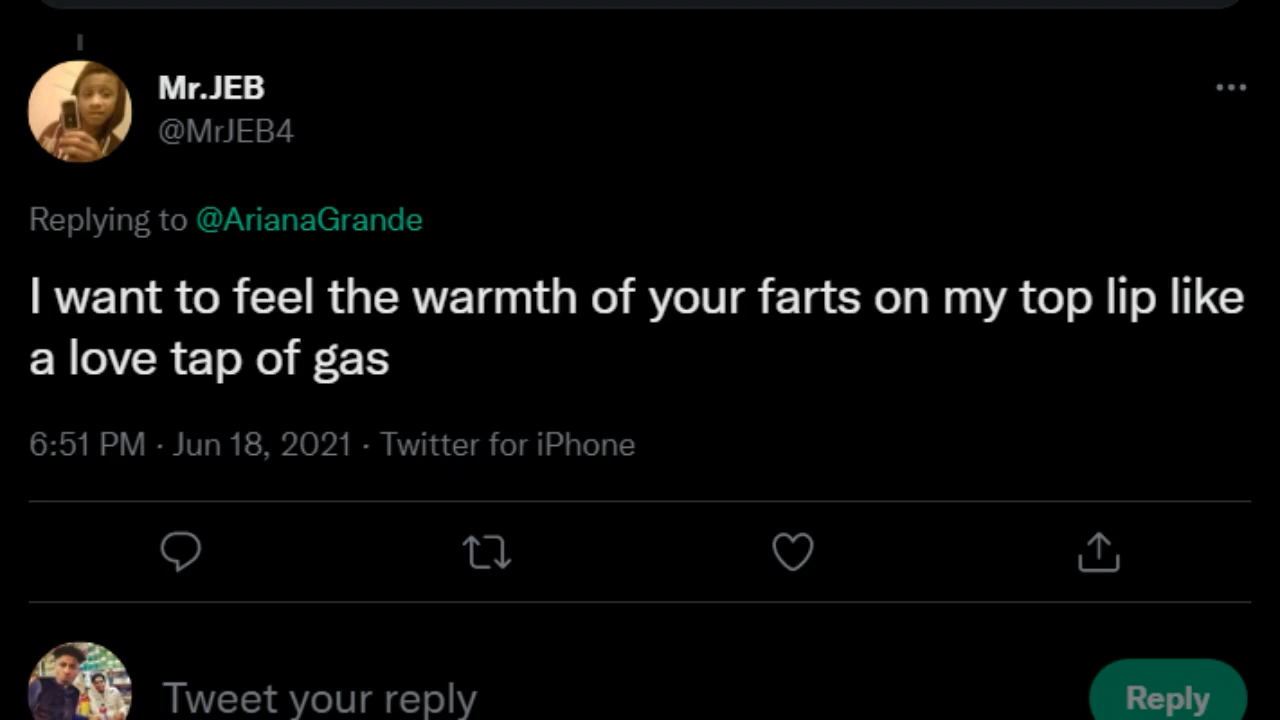 Mr.JEB
@MrJEB4
Replying to @ArianaGrande
I want to feel the warmth of your farts on my top lip like
a love tap of gas
6:51 PM · Jun 18, 2021 · Twitter for iPhone
Tweet your reply
Reply